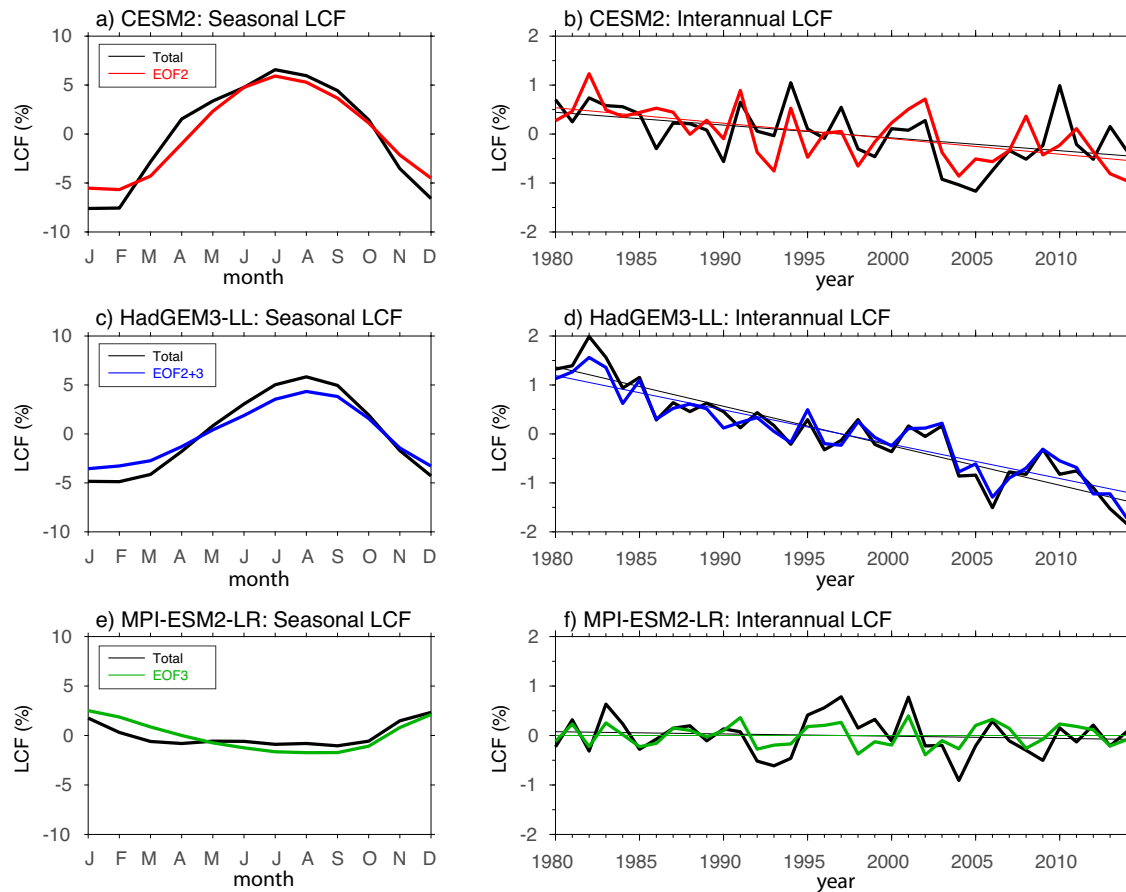 a) CESM2: Seasonal LCF
10
5
0
-5
-10
LCF (%)
Total
EOF2
J F M A M J J A S O N D
month
b) CESM2: Interannual LCF
2
1
0
-1
-2
LCF (%)
1980 1985 1990 1995 2000 2005 2010
year
c) HadGEM3-LL: Seasonal LCF
10
5
0
-5
-10
LCF (%)
Total
EOF2+3
J F M A M J J A S O N D
month
d) HadGEM3-LL: Interannual LCF
2
1
0
-1
-2
LCF (%)
1980 1985 1990 1995 2000 2005 2010
year
e) MPI-ESM2-LR: Seasonal LCF
10
5
0
-5
-10
LCF (%)
Total
EOF3
J F M A M J J A S O N D
month
f) MPI-ESM2-LR: Interannual LCF
2
1
0
-1
-2
LCF (%)
1980 1985 1990 1995 2000 2005 2010
year